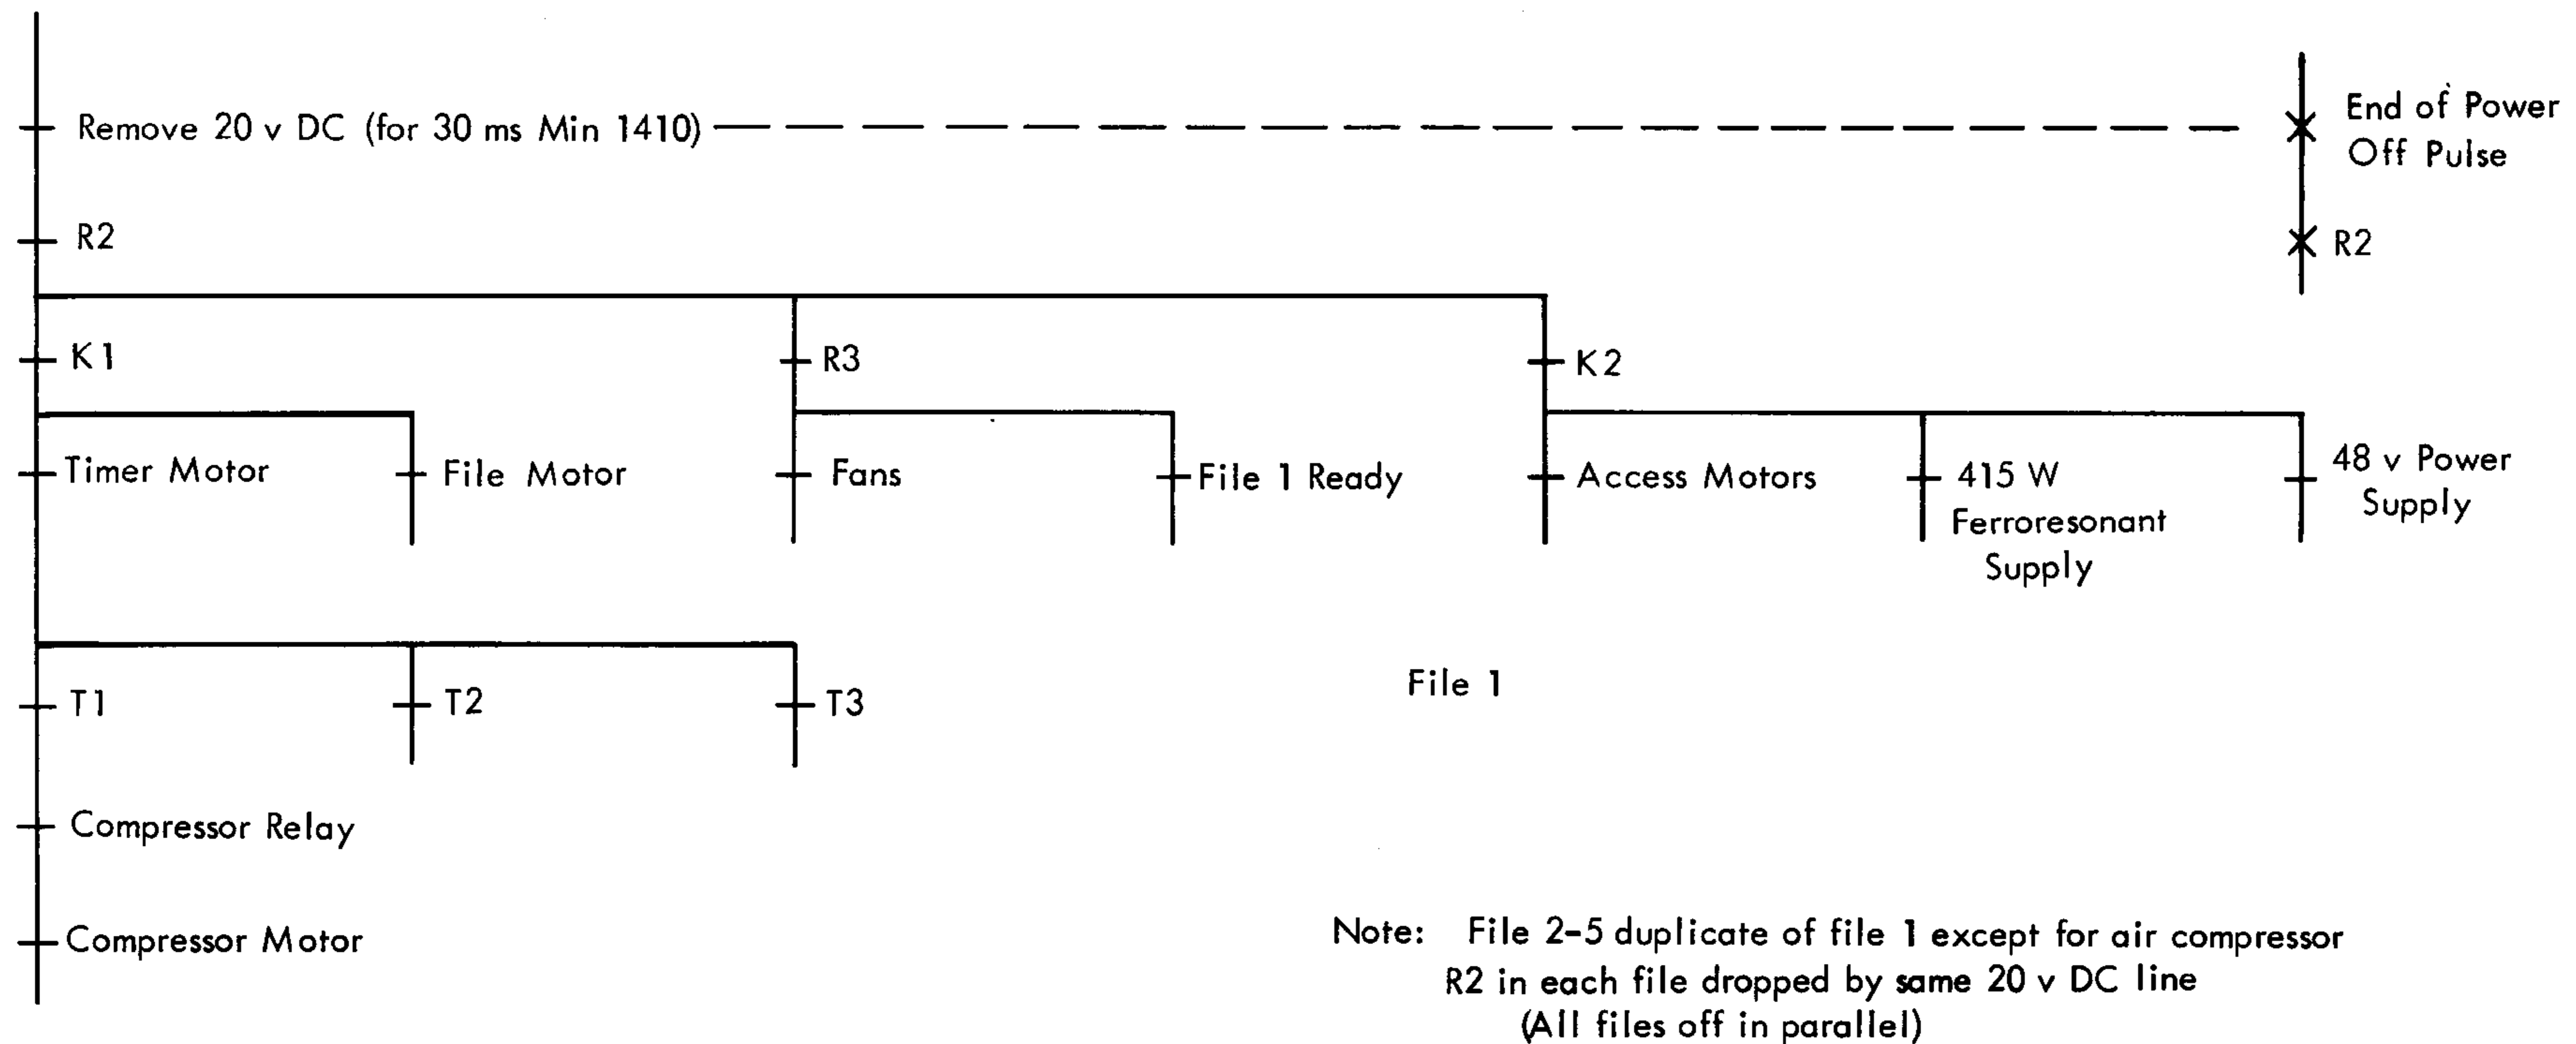 Remove 20 v DC (for 30 ms Min 1410)
End of Power
Off Pulse
R2
R2
K1
R3
K2
Timer Motor
File Motor
Fans
File 1 Ready
Access Motors
415 W
Ferroresonant
Supply
48 v Power
Supply
T1
T2
T3
File 1
Compressor Relay
Compressor Motor
Note: File 2-5 duplicate of file 1 except for air compressor
R2 in each file dropped by same 20 v DC line
(All files off in parallel)